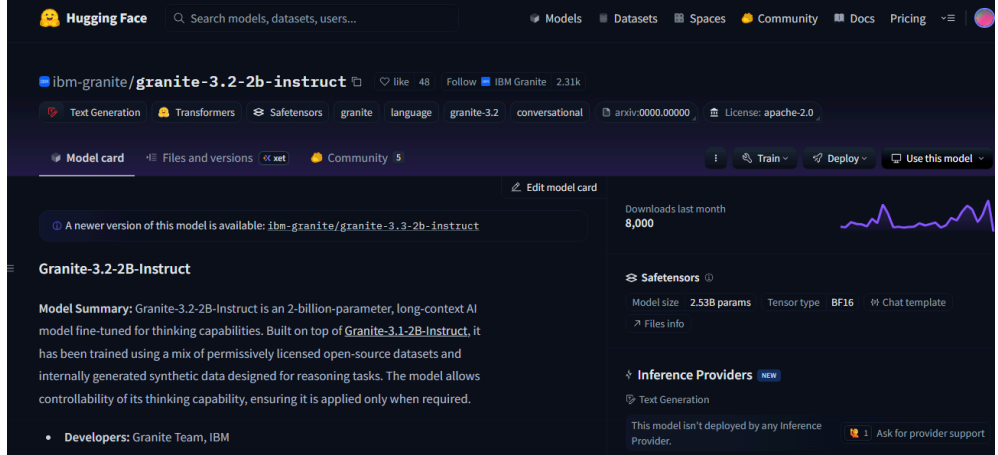 Hugging Face
Search models, datasets, users...
Models
Datasets
Spaces
Community
Docs
Pricing
ibm-granite/granite-3.2-2b-instruct
like 48
Follow IBM Granite 2.31k
Text Generation
Transformers
Safetensors
granite
language
granite-3.2
conversational
arxiv:0000.00000
License: apache-2.0
Model card
Files and versions xet
Community 5
Train
Deploy
Use this model
Edit model card
A newer version of this model is available: ibm-granite/granite-3.3-2b-instruct
Granite-3.2-2B-Instruct
Model Summary: Granite-3.2-2B-Instruct is an 2-billion-parameter, long-context AI
model fine-tuned for thinking capabilities. Built on top of Granite-3.1-2B-Instruct, it
has been trained using a mix of permissively licensed open-source datasets and
internally generated synthetic data designed for reasoning tasks. The model allows
controllability of its thinking capability, ensuring it is applied only when required.
• Developers: Granite Team, IBM
Downloads last month
8,000
Safetensors
Model size 2.53B params
Tensor type BF16
Chat template
Files info
Inference Providers NEW
Text Generation
This model isn't deployed by any Inference
Provider.
1 Ask for provider support